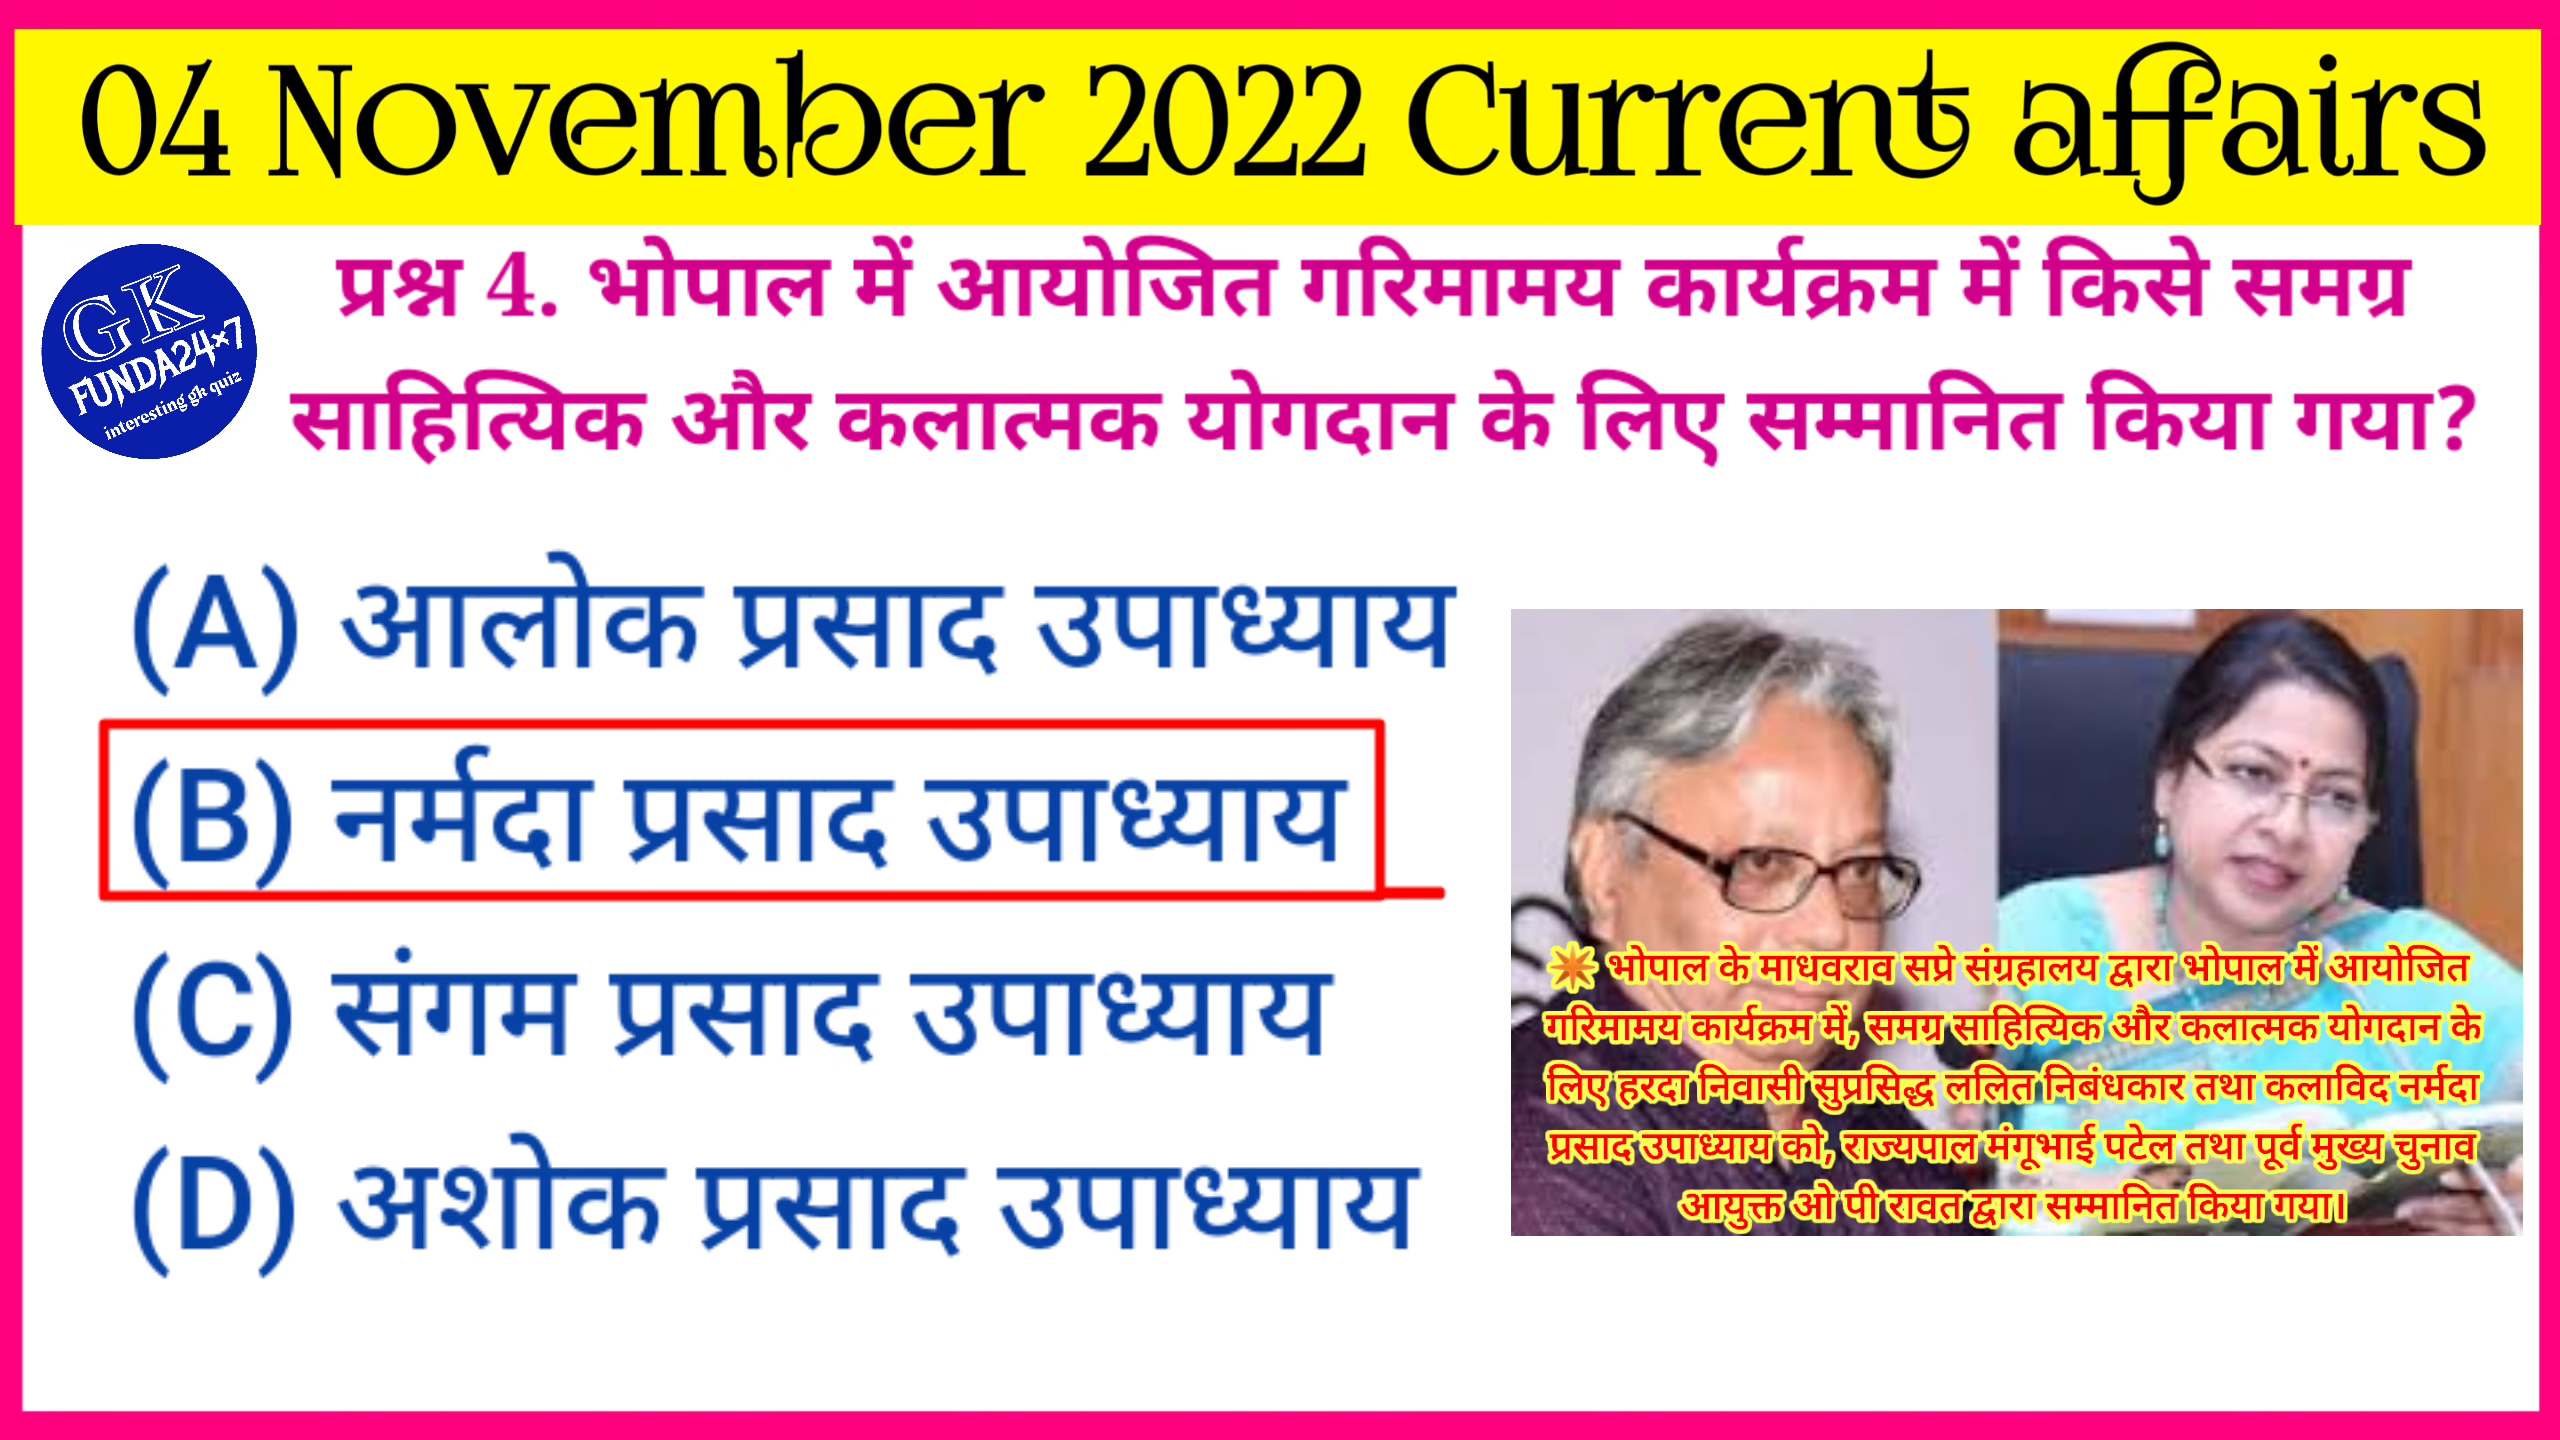 04 November 2022 Current affairs
GK
FUNDA24×7
interesting gk quiz
प्रश्न 4. भोपाल में आयोजित गरिमामय कार्यक्रम में किसे समग्र
साहित्यिक और कलात्मक योगदान के लिए सम्मानित किया गया?
(A) आलोक प्रसाद उपाध्याय
(B) नर्मदा प्रसाद उपाध्याय
(C) संगम प्रसाद उपाध्याय
(D) अशोक प्रसाद उपाध्याय
भोपाल के माधवराव सप्रे संग्रहालय द्वारा भोपाल में आयोजित
गरिमामय कार्यक्रम में, समग्र साहित्यिक और कलात्मक योगदान के
लिए हरदा निवासी सुप्रसिद्ध ललित निबंधकार तथा कलाविद नर्मदा
प्रसाद उपाध्याय को, राज्यपाल मंगूभाई पटेल तथा पूर्व मुख्य चुनाव
आयुक्त ओ पी रावत द्वारा सम्मानित किया गया।